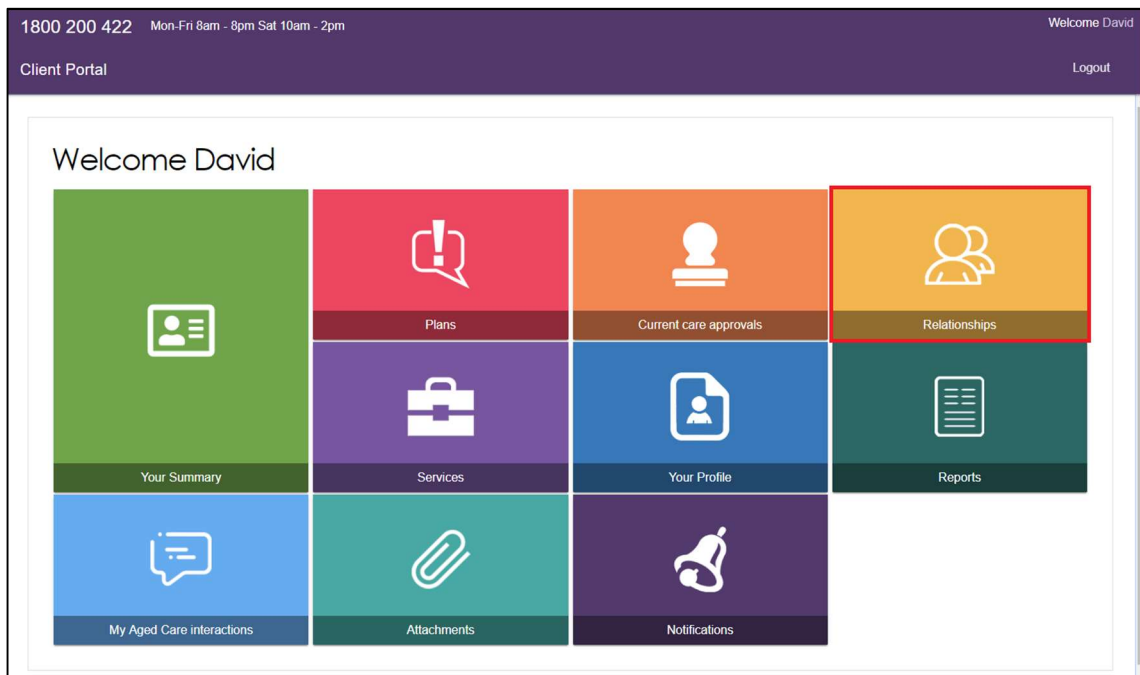 1800 200 422 Mon-Fri 8am - 8pm Sat 10am - 2pm Welcome David
Client Portal Logout
Welcome David
Plans Current care approvals Relationships
Your Summary Services Your Profile Reports
My Aged Care interactions Attachments Notifications